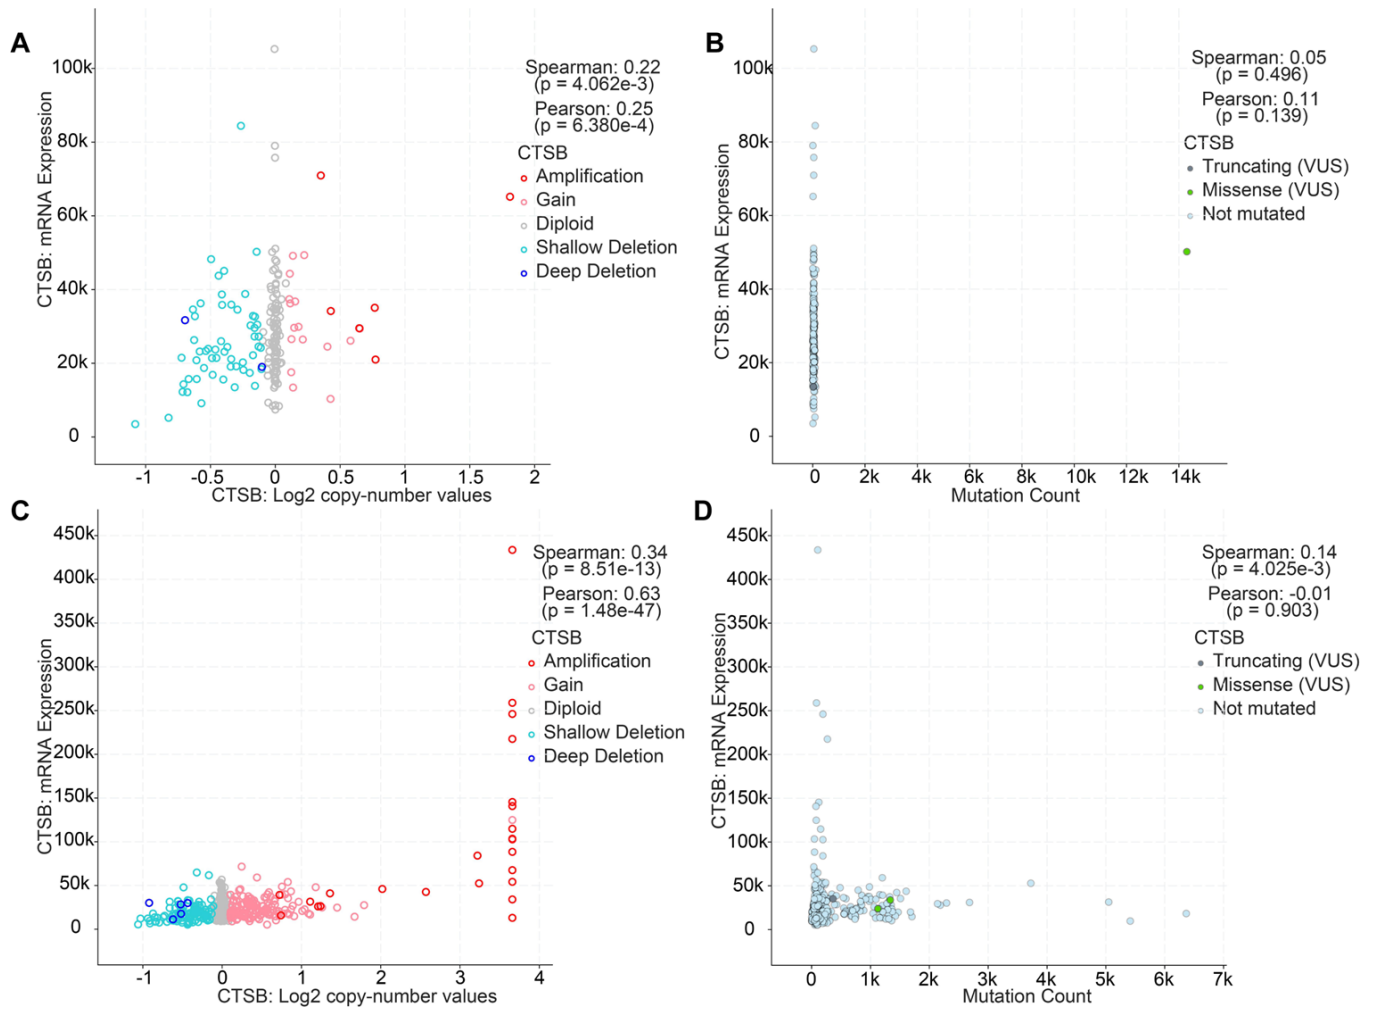 A
CTSB: mRNA Expression
100k
80k
60k
40k
20k
0
-1
-0.5
0
0.5
1
1.5
2
CTSB: Log2 copy-number values
Spearman: 0.22
(p = 4.062e-3)
Pearson: 0.25
(p = 6.380e-4)
CTSB
Amplification
Gain
Diploid
Shallow Deletion
Deep Deletion
B
CTSB: mRNA Expression
100k
80k
60k
40k
20k
0
0
2k
4k
6k
8k
10k
12k
14k
Mutation Count
Spearman: 0.05
(p = 0.496)
Pearson: 0.11
(p = 0.139)
CTSB
Truncating (VUS)
Missense (VUS)
Not mutated
C
CTSB: mRNA Expression
450k
400k
350k
300k
250k
200k
150k
100k
50k
0
-1
0
1
2
3
4
CTSB: Log2 copy-number values
Spearman: 0.34
(p = 8.51e-13)
Pearson: 0.63
(p = 1.48e-47)
CTSB
Amplification
Gain
Diploid
Shallow Deletion
Deep Deletion
D
CTSB: mRNA Expression
450k
400k
350k
300k
250k
200k
150k
100k
50k
0
0
1k
2k
3k
4k
5k
6k
7k
Mutation Count
Spearman: 0.14
(p = 4.025e-3)
Pearson: -0.01
(p = 0.903)
CTSB
Truncating (VUS)
Missense (VUS)
Not mutated